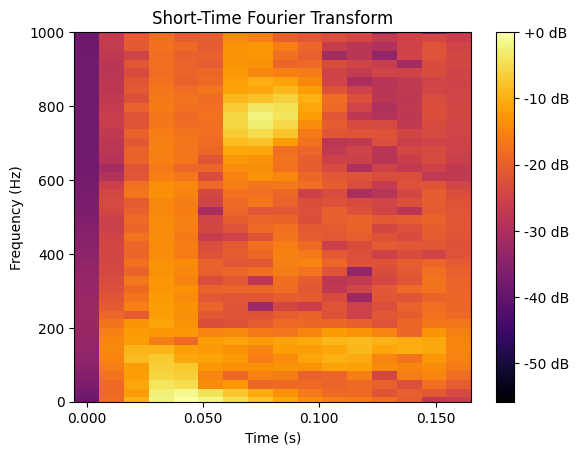 Short-Time Fourier Transform
1000
800
600
400
200
0
Frequency (Hz)
0.000
0.050
0.100
0.150
Time (s)
+0 dB
-10 dB
-20 dB
-30 dB
-40 dB
-50 dB